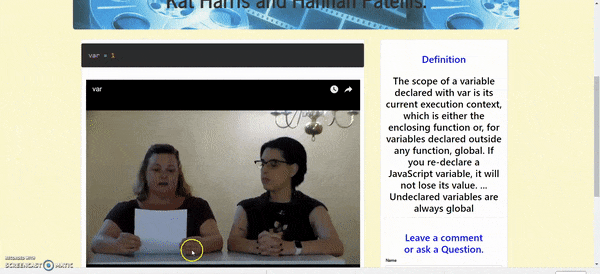 Kat Harris and Hannah Patellis.
var = 1
var
Definition
The scope of a variable
declared with var is its
current execution context,
which is either the
enclosing function or, for
variables declared outside
any function, global. If
you re-declare a
JavaScript variable, it will
not lose its value. ...
Undeclared variables are
always global
Leave a comment
or ask a Question.
Name
RECORDED WITH
SCREENCAST MATIC